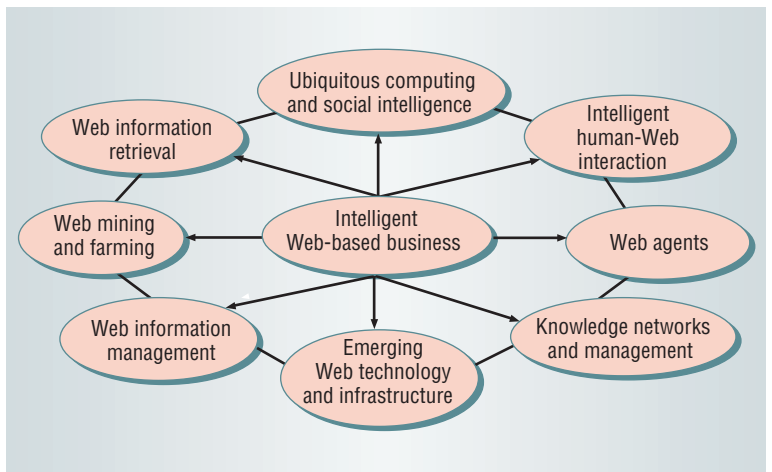 Ubiquitous computing
and social intelligence
Web information
retrieval
Intelligent
human-Web
interaction
Web mining
and farming
Intelligent
Web-based business
Web agents
Web information
management
Emerging
Web technology
and infrastructure
Knowledge networks
and management